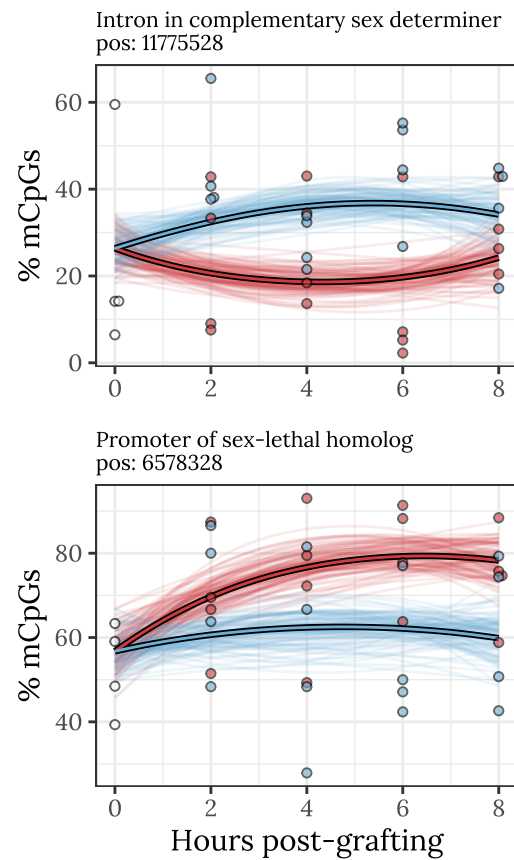 Intron in complementary sex determiner
pos: 11775528
60
40
20
0
% mCpGs
0 2 4 6 8
Promoter of sex-lethal homolog
pos: 6578328
80
60
40
% mCpGs
0 2 4 6 8
Hours post-grafting